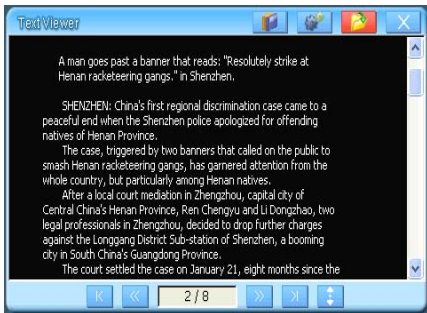 Text Viewer
X
A man goes past a banner that reads: "Resolutely strike at
Henan racketeering gangs." in Shenzhen.
SHENZHEN: China's first regional discrimination case came to a
peaceful end when the Shenzhen police apologized for offending
natives of Henan Province.
The case, triggered by two banners that called on the public to
smash Henan racketeering gangs, has garnered attention from the
whole country, but particularly among Henan natives.
After a local court mediation in Zhengzhou, capital city of
Central China's Henan Province, Ren Chengyu and Li Dongzhao, two
legal professionals in Zhengzhou, decided to drop further charges
against the Longgang District Sub-station of Shenzhen, a booming
city in South China's Guangdong Province.
The court settled the case on January 21, eight months since the
2/8